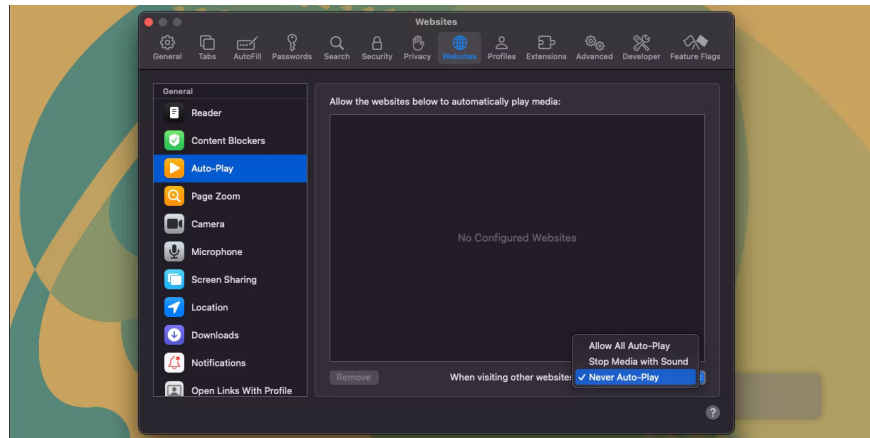 Websites
General
Tabs
AutoFill
Passwords
Search
Security
Privacy
Websites
Profiles
Extensions
Advanced
Developer
Feature Flags
General
Reader
Content Blockers
Auto-Play
Page Zoom
Camera
Microphone
Screen Sharing
Location
Downloads
Notifications
Open Links With Profile
Allow the websites below to automatically play media:
No Configured Websites
Remove
When visiting other websites
Allow All Auto-Play
Stop Media with Sound
✓ Never Auto-Play
?